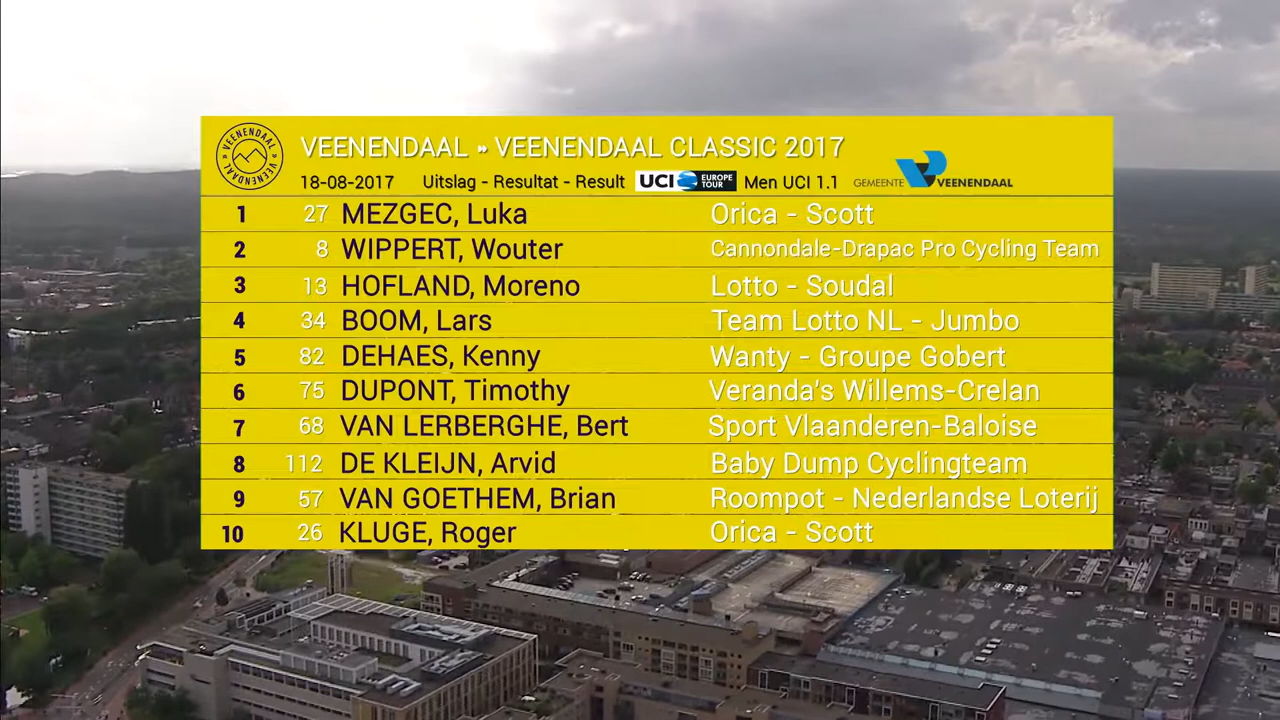 VEENENDAAL » VEENENDAAL
VEENENDAAL » VEENENDAAL CLASSIC 2017
18-08-2017 Uitslag - Resultat - Result UCI EUROPE TOUR Men UCI 1.1 GEMEENTE VEENENDAAL
1 27 MEZGEC, Luka Orica - Scott
2 8 WIPPERT, Wouter Cannondale-Drapac Pro Cycling Team
3 13 HOFLAND, Moreno Lotto - Soudal
4 34 BOOM, Lars Team Lotto NL - Jumbo
5 82 DEHAES, Kenny Wanty - Groupe Gobert
6 75 DUPONT, Timothy Veranda's Willems-Crelan
7 68 VAN LERBERGHE, Bert Sport Vlaanderen-Baloise
8 112 DE KLEIJN, Arvid Baby Dump Cyclingteam
9 57 VAN GOETHEM, Brian Roompot - Nederlandse Loterij
10 26 KLUGE, Roger Orica - Scott